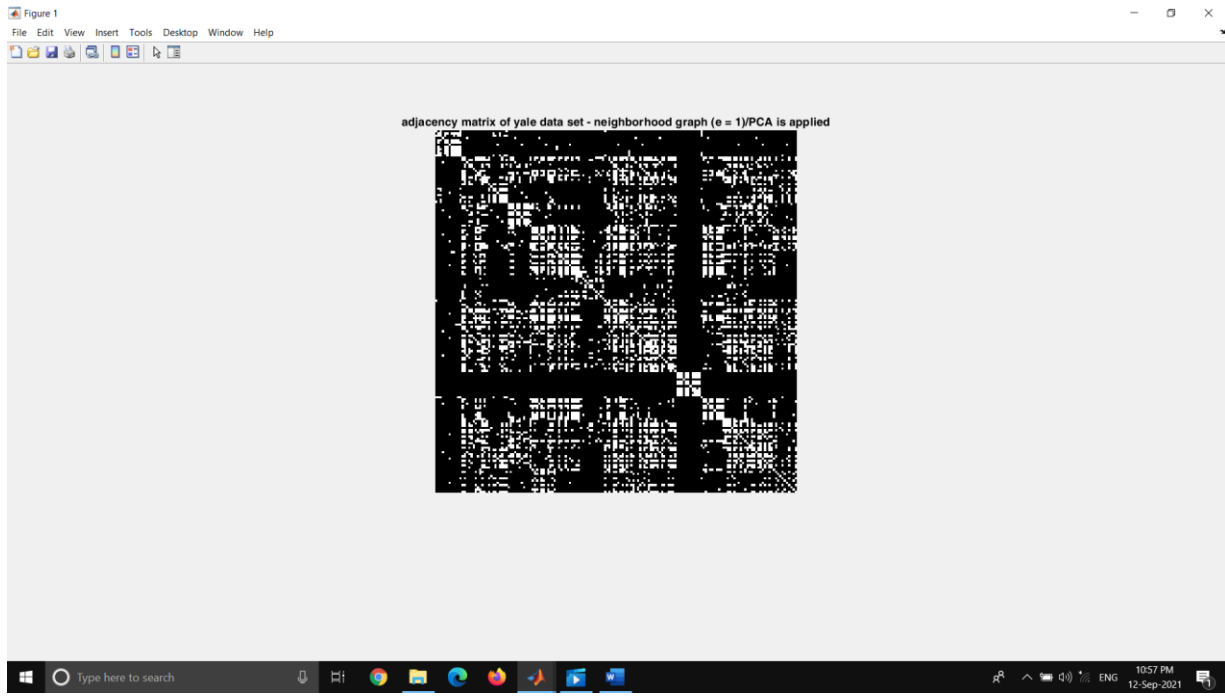 Figure 1
File Edit View Insert Tools Desktop Window Help
adjacency matrix of yale data set - neighborhood graph (e = 1)/PCA is applied
Type here to search
ENG
10:57 PM
12-Sep-2021
1